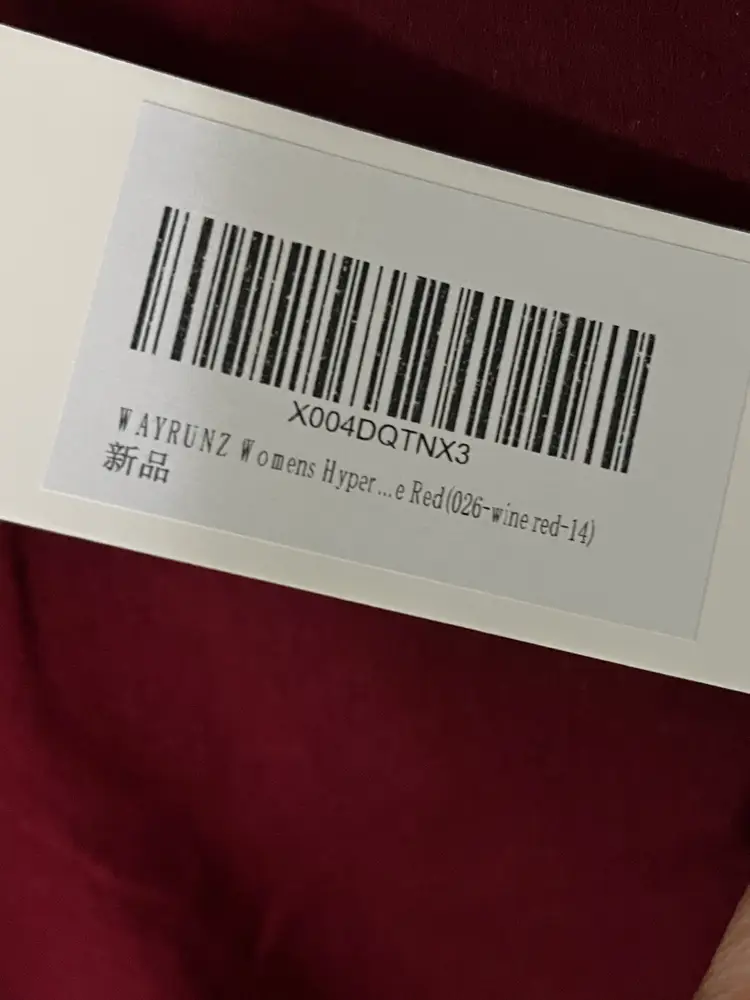 X004DQTNX3
WAYRUNZ Womens Hyper...e Red(026-wine red-14)
新品